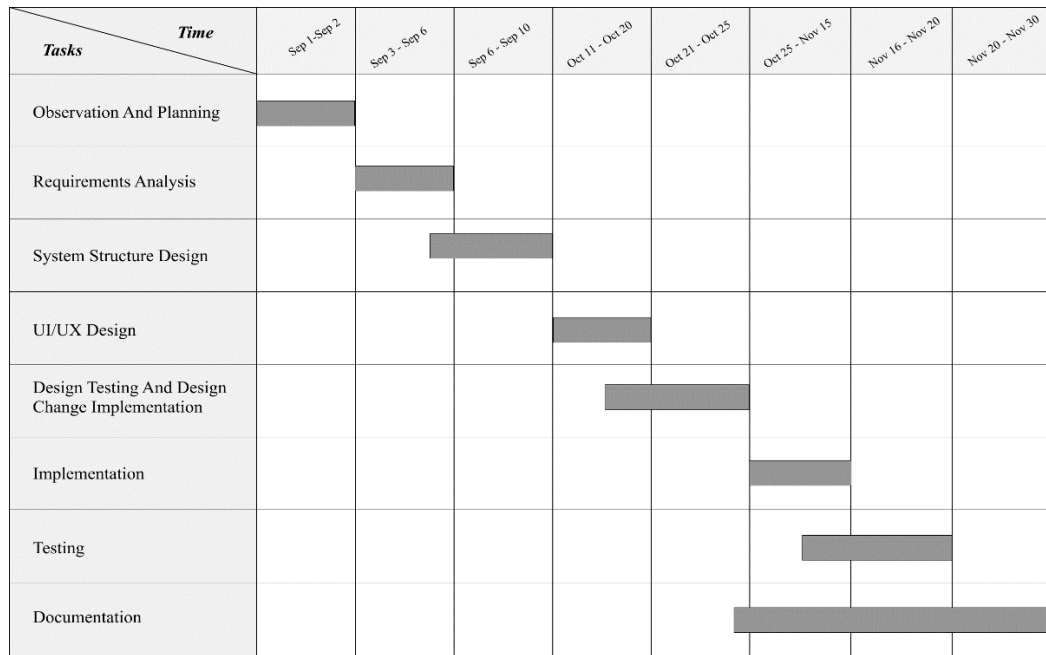 Time
Tasks
Sep 1-Sep 2
Sep 3 - Sep 6
Sep 6 - Sep 10
Oct 11 - Oct 20
Oct 21 - Oct 25
Oct 25 - Nov 15
Nov 16 - Nov 20
Nov 20 - Nov 30
Observation And Planning
Requirements Analysis
System Structure Design
UI/UX Design
Design Testing And Design
Change Implementation
Implementation
Testing
Documentation